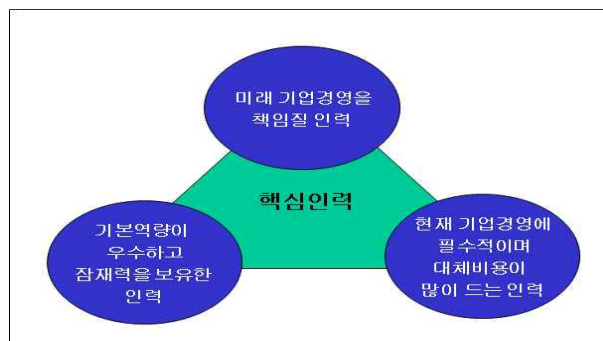 미래 기업경영을
책임질 인력
핵심인력
기본역량이
우수하고
잠재력을 보유한
인력
현재 기업경영에
필수적이며
대체비용이
많이 드는 인력